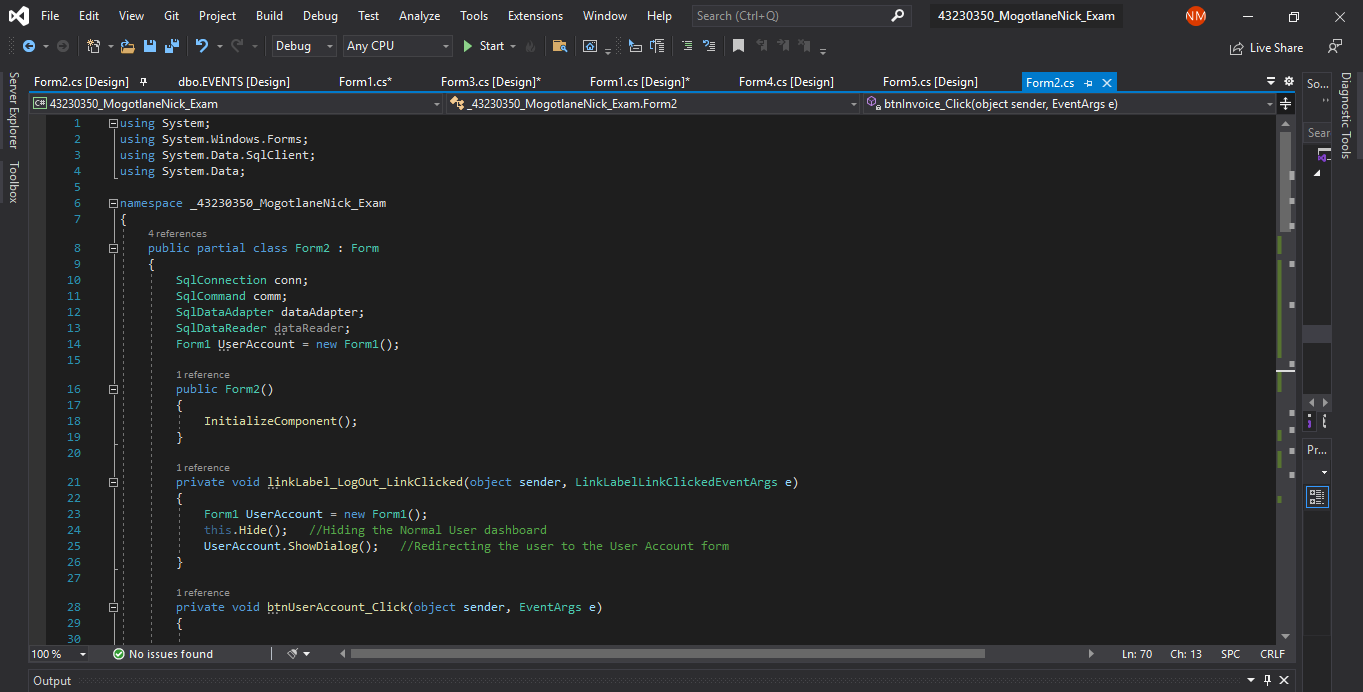 File Edit View Git Project Build Debug Test Analyze Tools Extensions Window Help Search (Ctrl+Q) 43230350_MogotlaneNick_Exam NM
Debug Any CPU Start Live Share
Form2.cs [Design] dbo.EVENTS [Design] Form1.cs* Form3.cs [Design]* Form1.cs [Design]* Form4.cs [Design] Form5.cs [Design] Form2.cs
C# 43230350_MogotlaneNick_Exam _43230350_MogotlaneNick_Exam.Form2 btnInvoice_Click(object sender, EventArgs e)
Server Explorer
Toolbox
1 using System;
2 using System.Windows.Forms;
3 using System.Data.SqlClient;
4 using System.Data;
5
6 namespace _43230350_MogotlaneNick_Exam
7 {
4 references
8 public partial class Form2 : Form
9 {
10 SqlConnection conn;
11 SqlCommand comm;
12 SqlDataAdapter dataAdapter;
13 SqlDataReader dataReader;
14 Form1 UserAccount = new Form1();
15
1 reference
16 public Form2()
17 {
18 InitializeComponent();
19 }
20
1 reference
21 private void linkLabel_LogOut_LinkClicked(object sender, LinkLabelLinkClickedEventArgs e)
22 {
23 Form1 UserAccount = new Form1();
24 this.Hide(); //Hiding the Normal User dashboard
25 UserAccount.ShowDialog(); //Redirecting the user to the User Account form
26 }
27
1 reference
28 private void btnUserAccount_Click(object sender, EventArgs e)
29 {
30
100 % No issues found Ln: 70 Ch: 13 SPC CRLF
Output
So...
Sear
Pr...
Diagnostic Tools